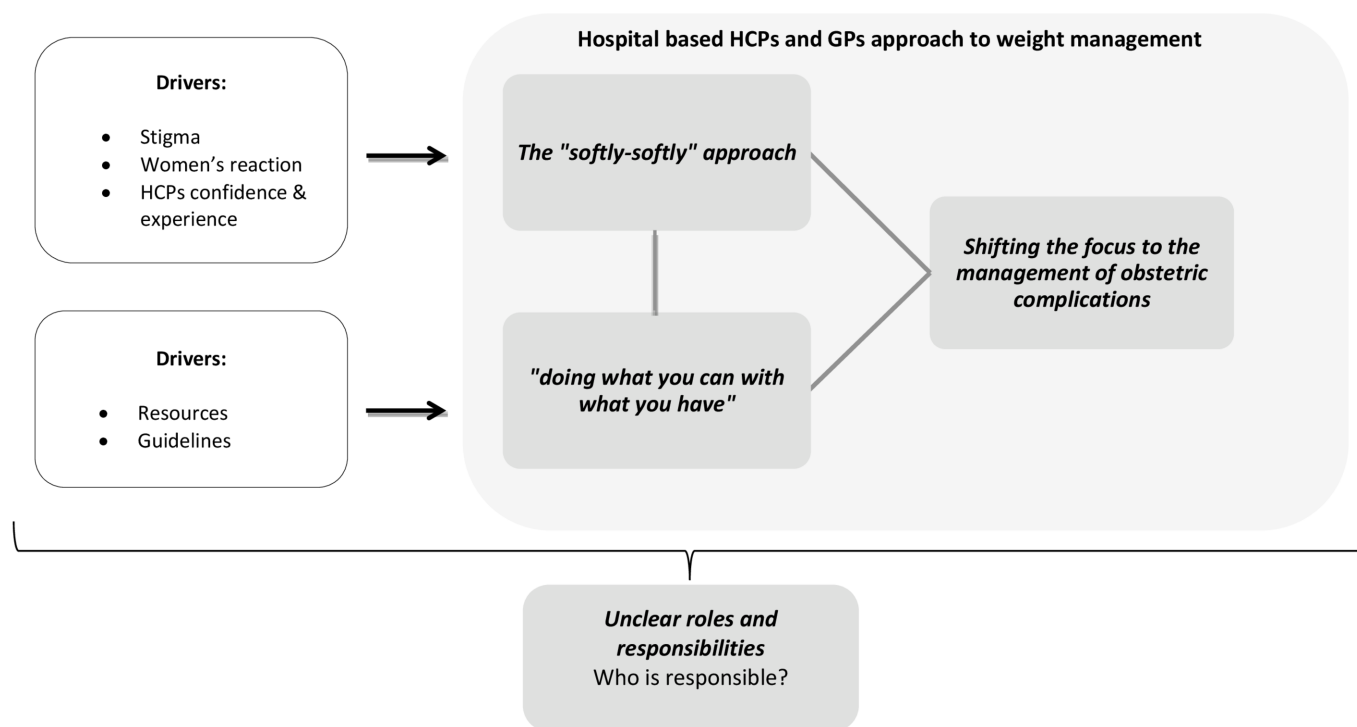 Hospital based HCPs and GPs approach to weight management
Drivers:
● Stigma
● Women’s reaction
● HCPs confidence &
experience
The "softly-softly" approach
Shifting the focus to the
management of obstetric
complications
Drivers:
● Resources
● Guidelines
"doing what you can with
what you have"
Unclear roles and
responsibilities
Who is responsible?